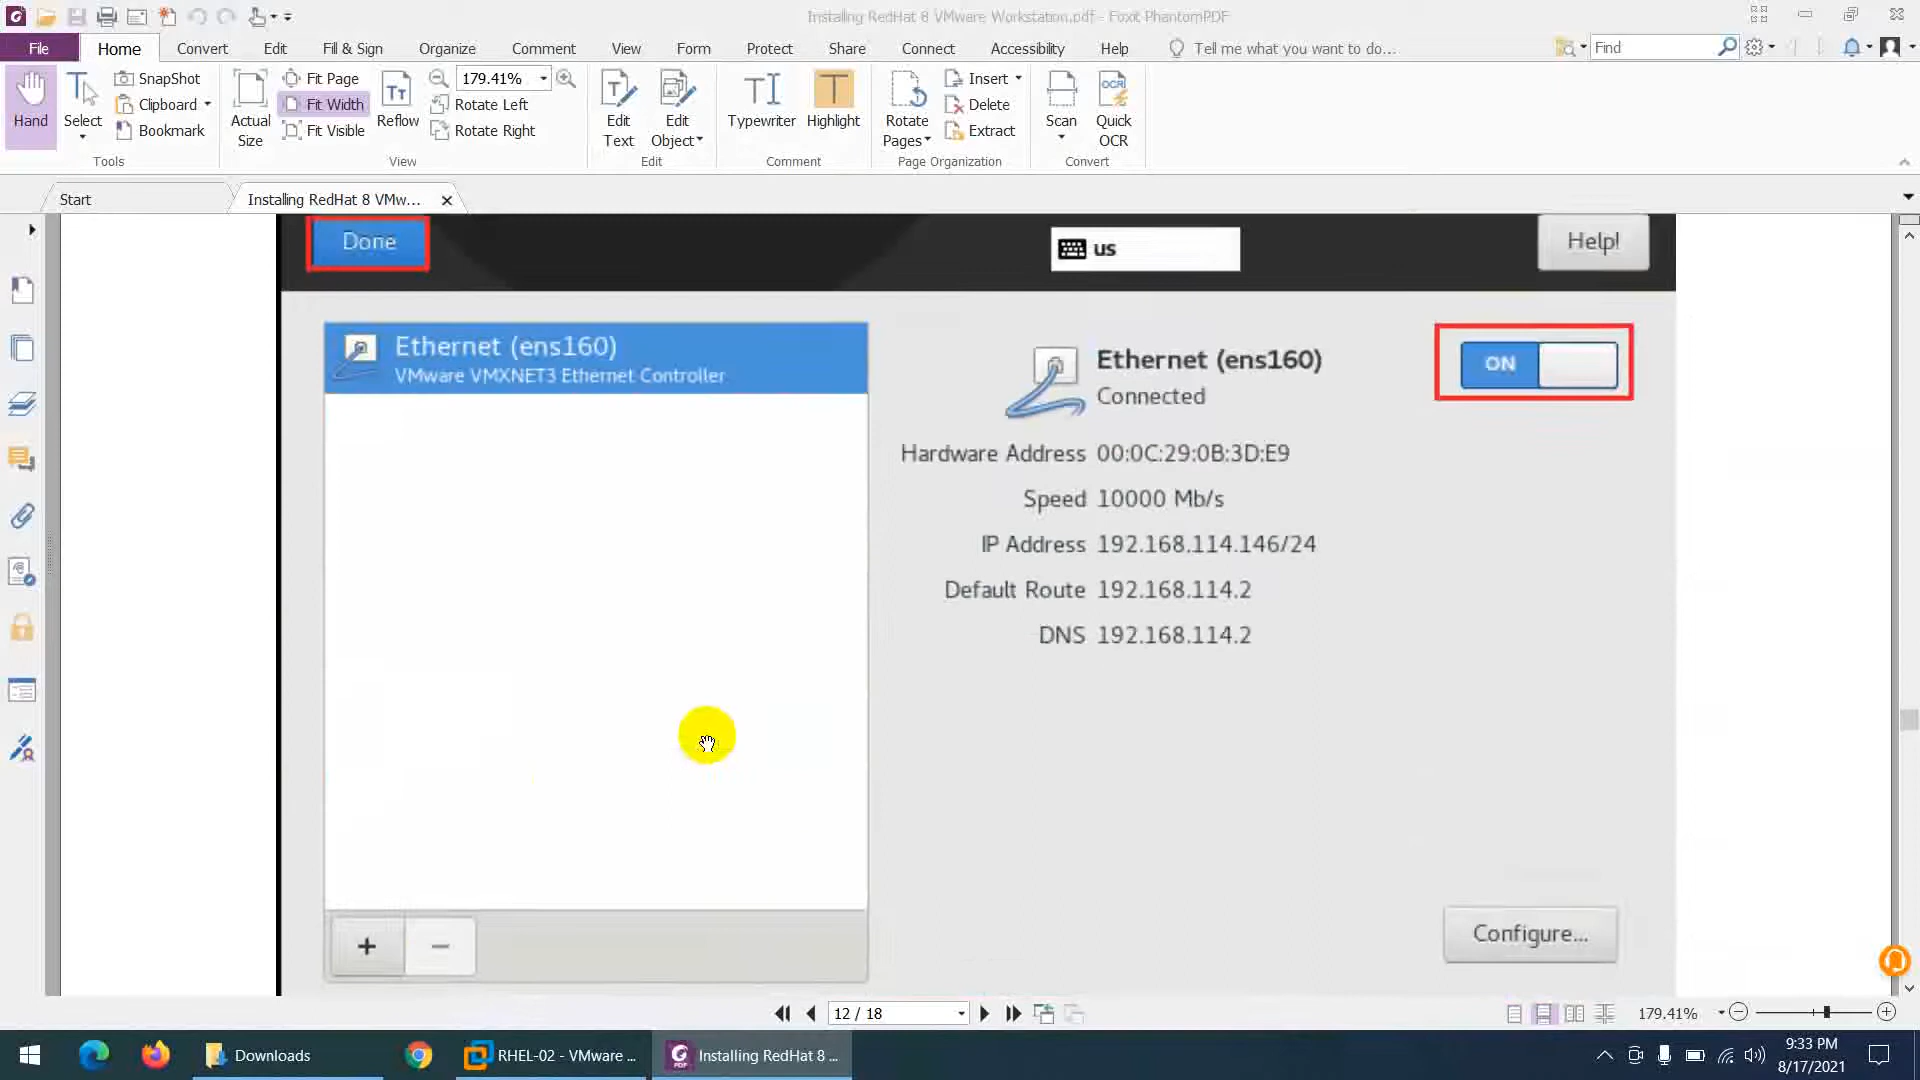 Installing RedHat 8 VMware Workstation.pdf - Foxit PhantomPDF
File Home Convert Edit Fill & Sign Organize Comment View Form Protect Share Connect Accessibility Help Tell me what you want to do... Find
Hand
Select
SnapShot
Clipboard
Bookmark
Tools
Actual
Size
Fit Page
Fit Width
Fit Visible
Reflow
179.41%
Rotate Left
Rotate Right
View
Edit
Text
Edit
Object
Edit
Typewriter
Highlight
Comment
Rotate
Pages
Insert
Delete
Extract
Page Organization
Scan
Quick
OCR
Convert
Start
Installing RedHat 8 VMw...
Done
us
Help!
Ethernet (ens160)
VMware VMXNET3 Ethernet Controller
Ethernet (ens160)
Connected
ON
Hardware Address 00:0C:29:0B:3D:E9
Speed 10000 Mb/s
IP Address 192.168.114.146/24
Default Route 192.168.114.2
DNS 192.168.114.2
+ −
Configure...
12 / 18
179.41%
Downloads
RHEL-02 - VMware ...
Installing RedHat 8 ...
9:33 PM
8/17/2021